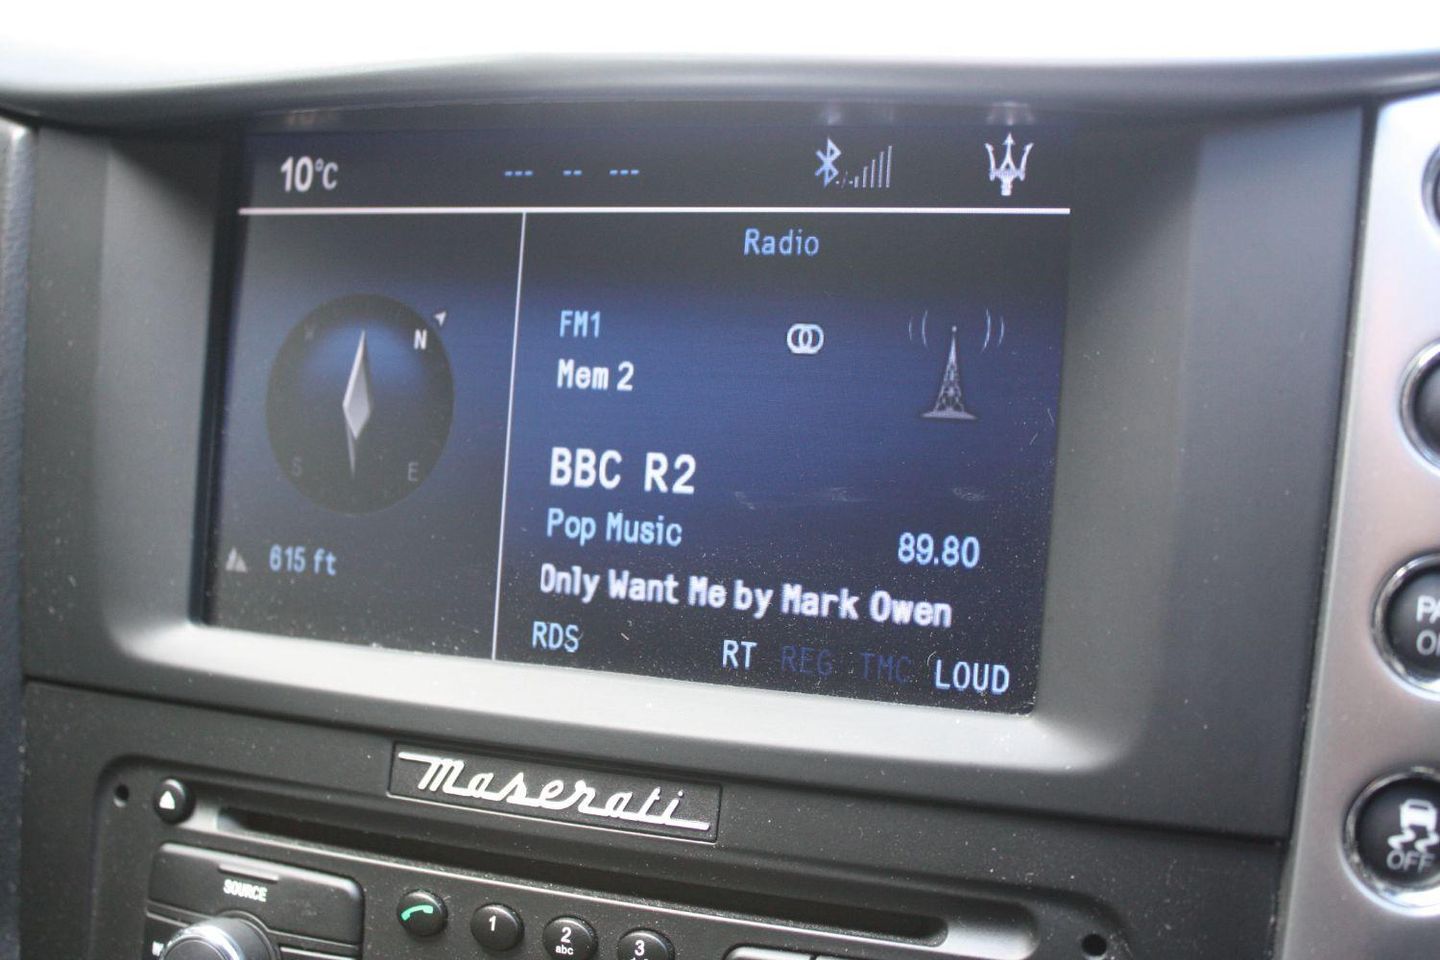 10°C --- -- ---
Radio
N
S E
615 ft
FM1
Mem 2
BBC R2
Pop Music 89.80
Only Want Me by Mark Owen
RDS RT REG TMC LOUD
Maserati
SOURCE
1
2
abc
3
OFF